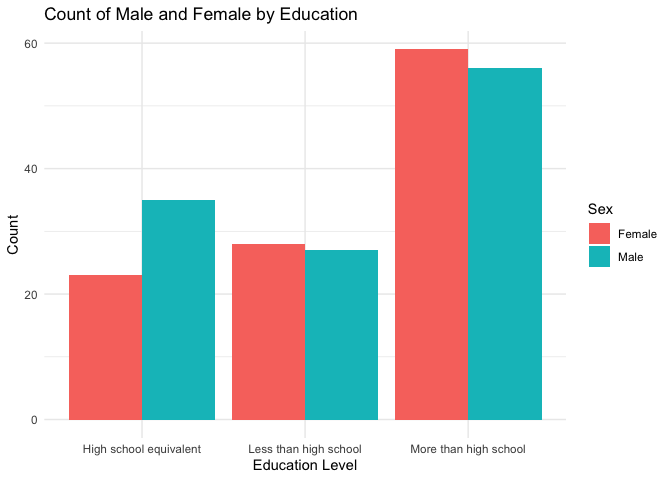 Count of Male and Female by Education
60
40
20
0
Count
High school equivalent
Less than high school
More than high school
Education Level
Sex
Female
Male